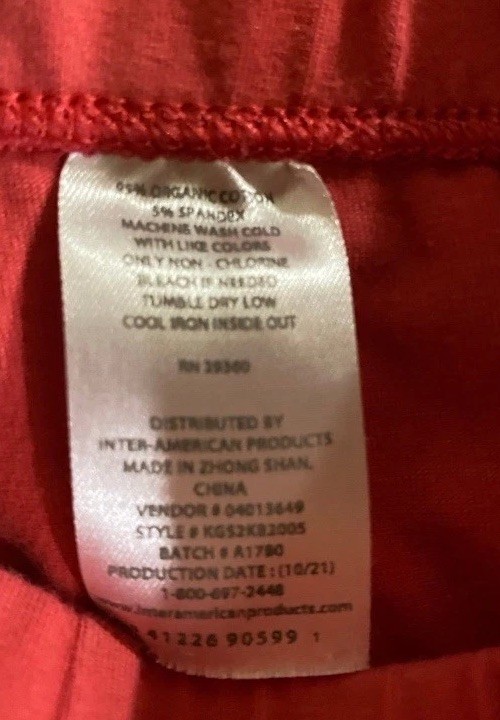 95% ORGANIC COTTON
5% SPANDEX
MACHINE WASH COLD
WITH LIKE COLORS
ONLY NON - CHLORINE
BLEACH IF NEEDED
TUMBLE DRY LOW
COOL IRON INSIDE OUT
RN 29360
DISTRIBUTED BY
INTER-AMERICAN PRODUCTS
MADE IN ZHONG SHAN,
CHINA
VENDOR # 04013649
STYLE # KGS2KB2005
BATCH # A1780
PRODUCTION DATE : (10/21)
1-800-697-2448
www.interamericanproducts.com
41226 90599 1